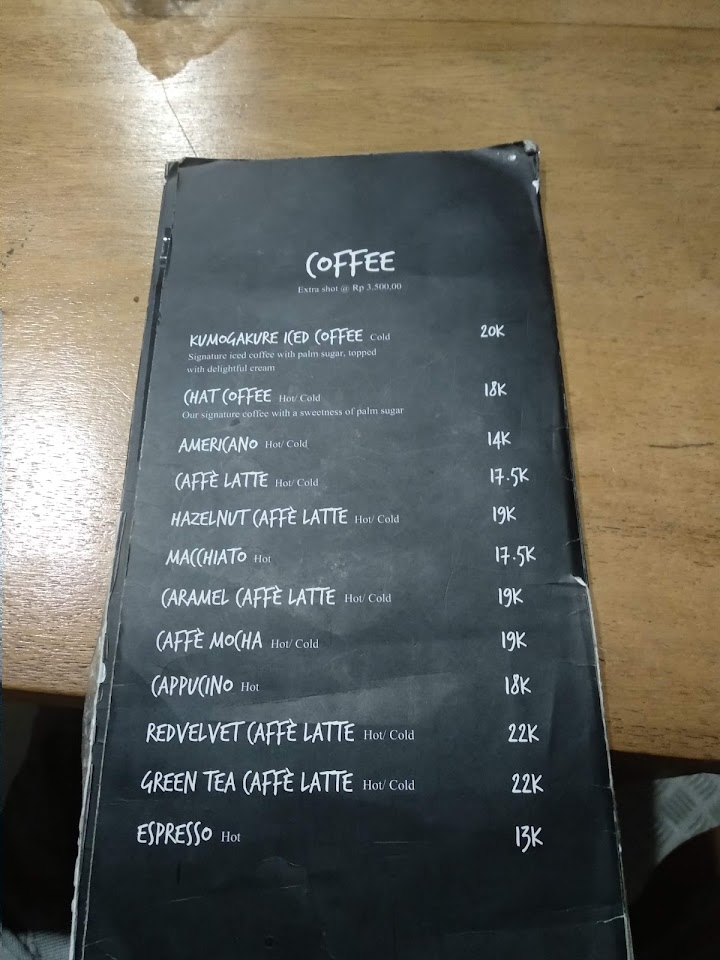 COFFEE
Extra shot @ Rp 3.500,00
KUMOGAKURE ICED COFFEE Cold 20K
Signature iced coffee with palm sugar, topped
with delightful cream
CHAT COFFEE Hot/ Cold 18K
Our signature coffee with a sweetness of palm sugar
AMERICANO Hot/ Cold 14K
CAFFÈ LATTE Hot/ Cold 17.5K
HAZELNUT CAFFÈ LATTE Hot/ Cold 19K
MACCHIATO Hot 17.5K
CARAMEL CAFFÈ LATTE Hot/ Cold 19K
CAFFÈ MOCHA Hot/ Cold 19K
CAPPUCINO Hot 18K
REDVELVET CAFFÈ LATTE Hot/ Cold 22K
GREEN TEA CAFFÈ LATTE Hot/ Cold 22K
ESPRESSO Hot 13K